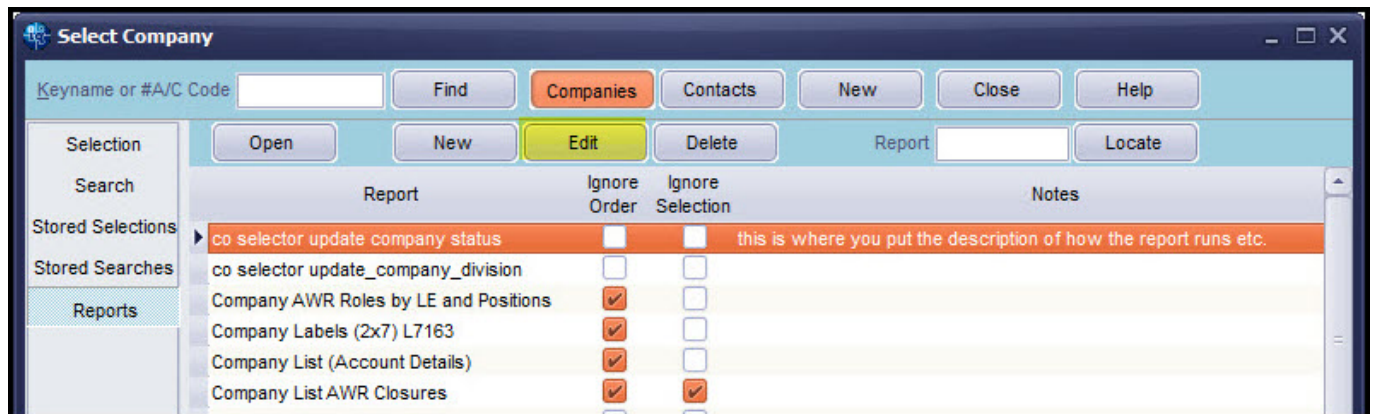 Select Company
Keyname or #A/C Code Find Companies Contacts New Close Help
Selection Open New Edit Delete Report Locate
Search Report Ignore Order Ignore Selection Notes
Stored Selections co selector update company status this is where you put the description of how the report runs etc.
Stored Searches co selector update_company_division
Reports Company AWR Roles by LE and Positions
Company Labels (2x7) L7163
Company List (Account Details)
Company List AWR Closures